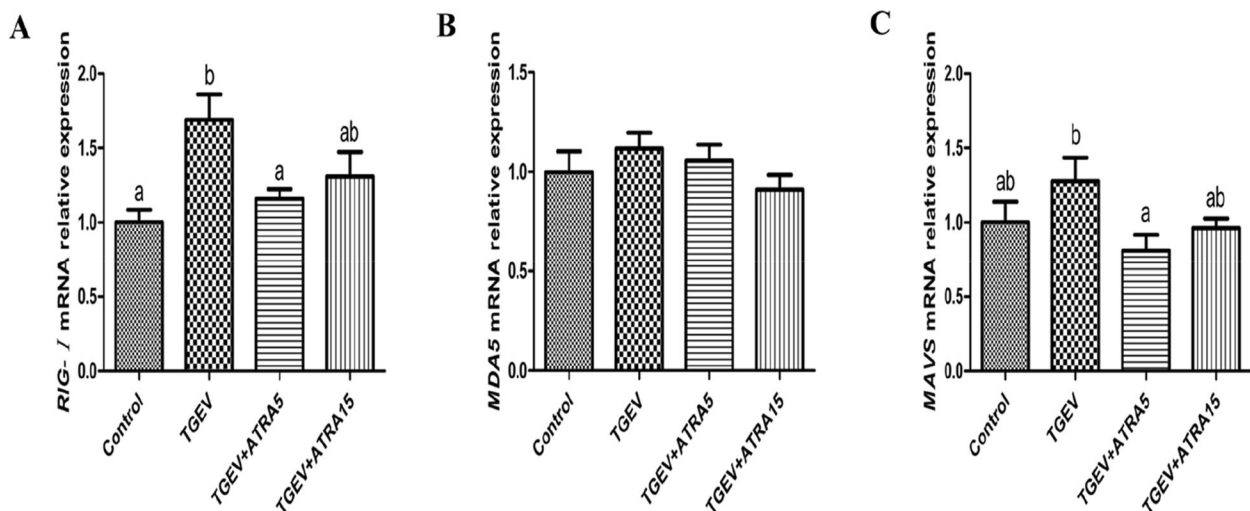 A
RIG- I mRNA relative expression
2.0
1.5
1.0
0.5
0.0
a
b
a
ab
Control
TGEV
TGEV+ATRA5
TGEV+ATRA15
B
MDA5 mRNA relative expression
1.5
1.0
0.5
0.0
Control
TGEV
TGEV+ATRA5
TGEV+ATRA15
C
MAVS mRNA relative expression
2.0
1.5
1.0
0.5
0.0
ab
b
a
ab
Control
TGEV
TGEV+ATRA5
TGEV+ATRA15